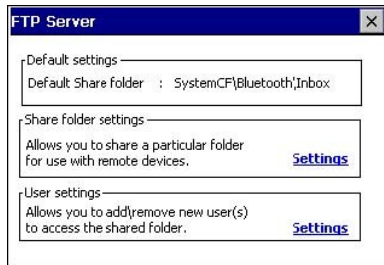 FTP Server
Default settings
Default Share folder : SystemCF\Bluetooth\Inbox
Share folder settings
Allows you to share a particular folder
for use with remote devices. Settings
User settings
Allows you to add\remove new user(s)
to access the shared folder. Settings